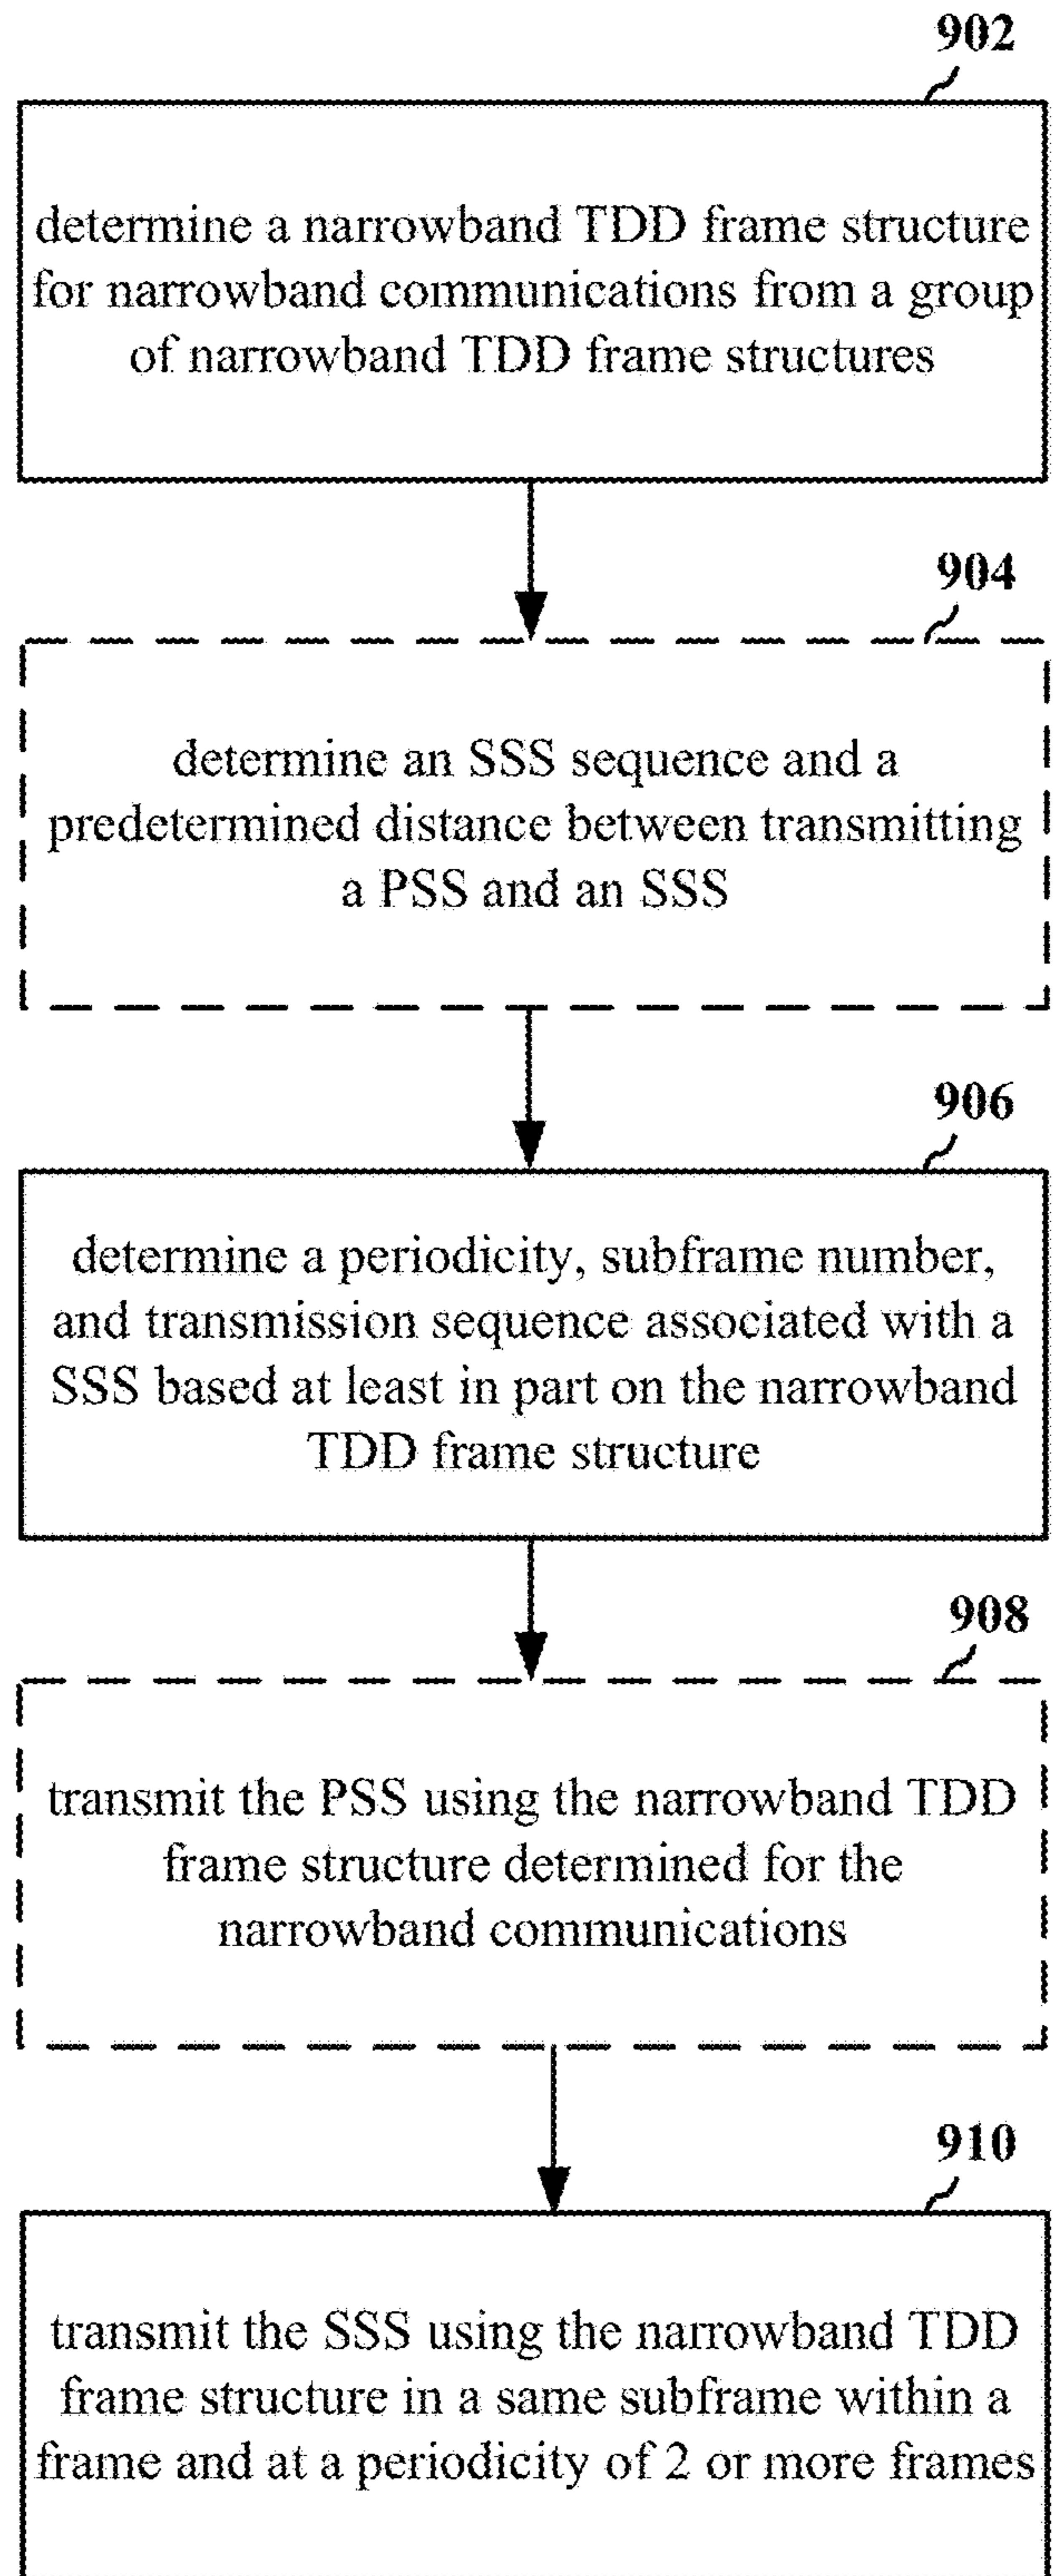 902
determine a narrowband TDD frame structure
for narrowband communications from a group
of narrowband TDD frame structures
904
determine an SSS sequence and a
predetermined distance between transmitting
a PSS and an SSS
906
determine a periodicity, subframe number,
and transmission sequence associated with a
SSS based at least in part on the narrowband
TDD frame structure
908
transmit the PSS using the narrowband TDD
frame structure determined for the
narrowband communications
910
transmit the SSS using the narrowband TDD
frame structure in a same subframe within a
frame and at a periodicity of 2 or more frames